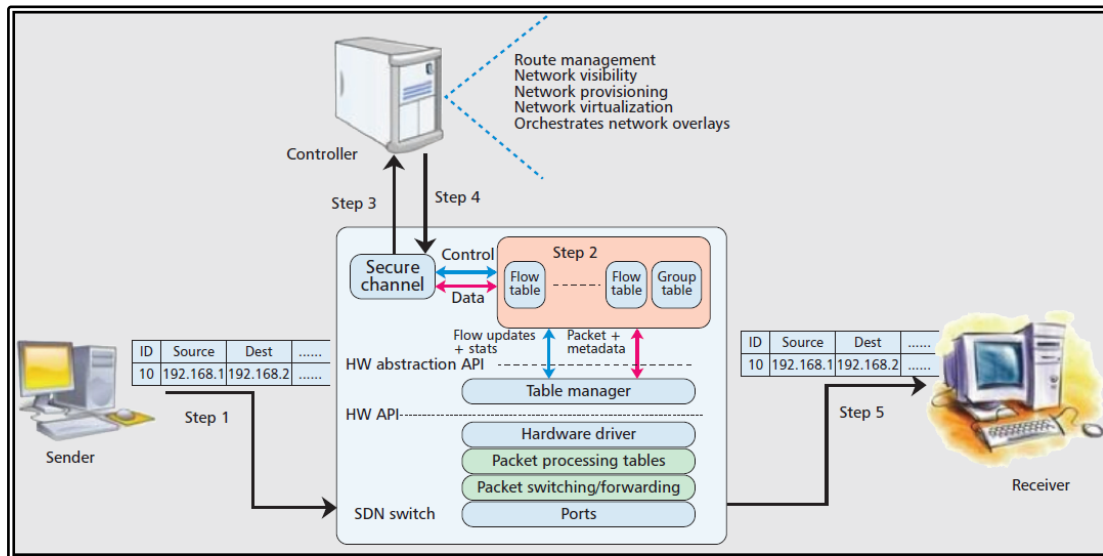 Route management
Network visibility
Network provisioning
Network virtualization
Orchestrates network overlays
Controller
Step 3
Step 4
Secure channel
Control
Data
Step 2
Flow table
Flow table
Group table
Flow updates + stats
Packet + metadata
HW abstraction API
Table manager
HW API
Hardware driver
Packet processing tables
Packet switching/forwarding
Ports
SDN switch
ID Source Dest ......
10 192.168.1 192.168.2 ......
Step 1
Sender
ID Source Dest ......
10 192.168.1 192.168.2 ......
Step 5
Receiver